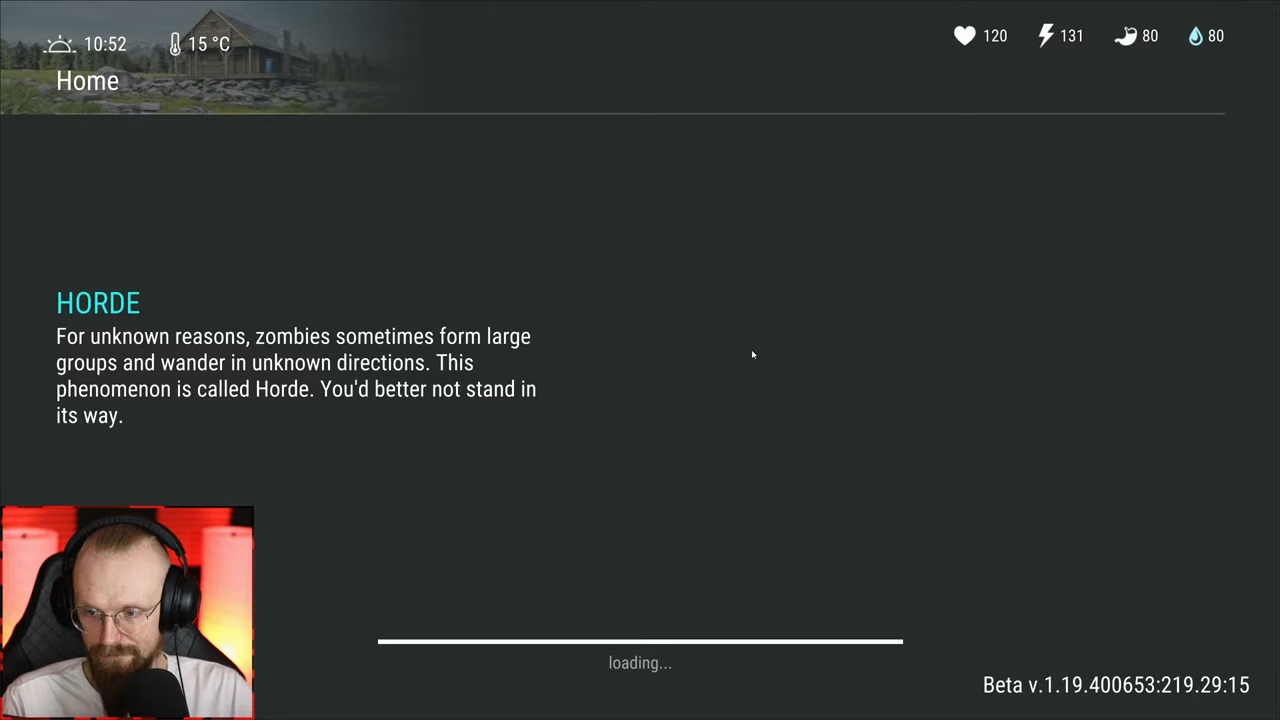 10:52 15 °C 120 131 80 80
Home
HORDE
For unknown reasons, zombies sometimes form large
groups and wander in unknown directions. This
phenomenon is called Horde. You'd better not stand in
its way.
loading...
Beta v.1.19.400653:219.29:15